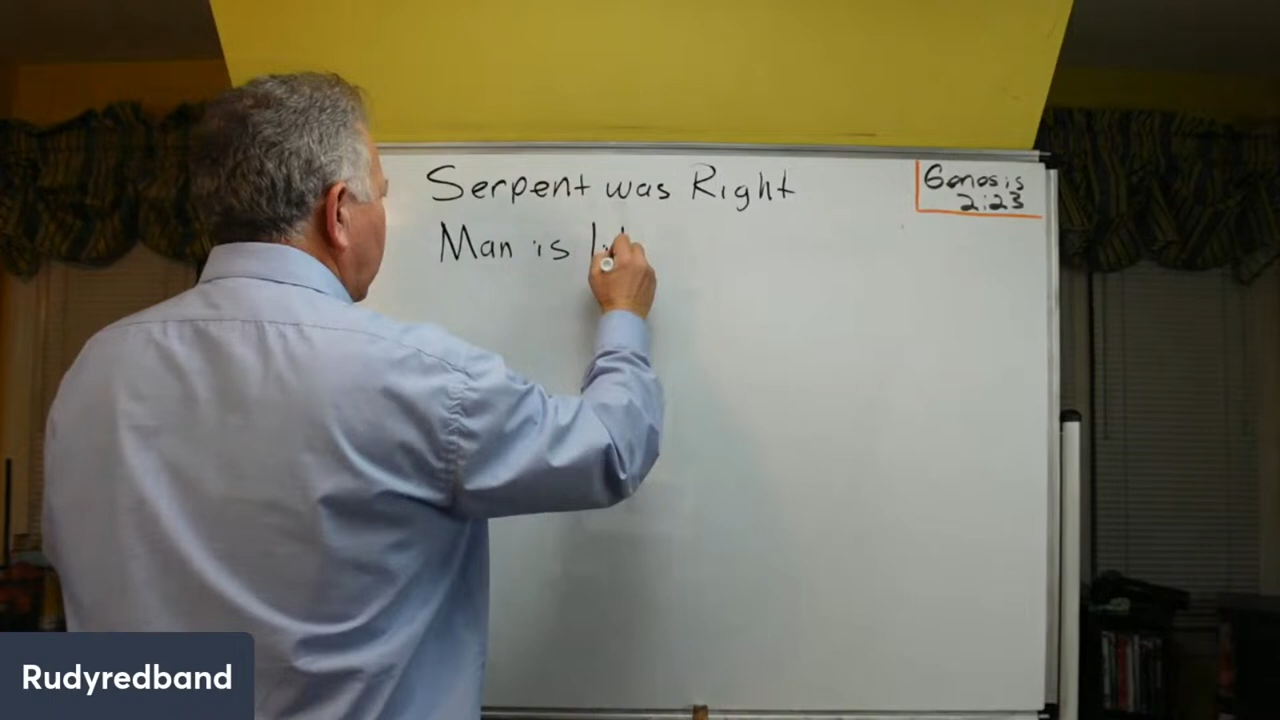 Serpent was Right
Man is
Genesis
2:23
Rudyredband